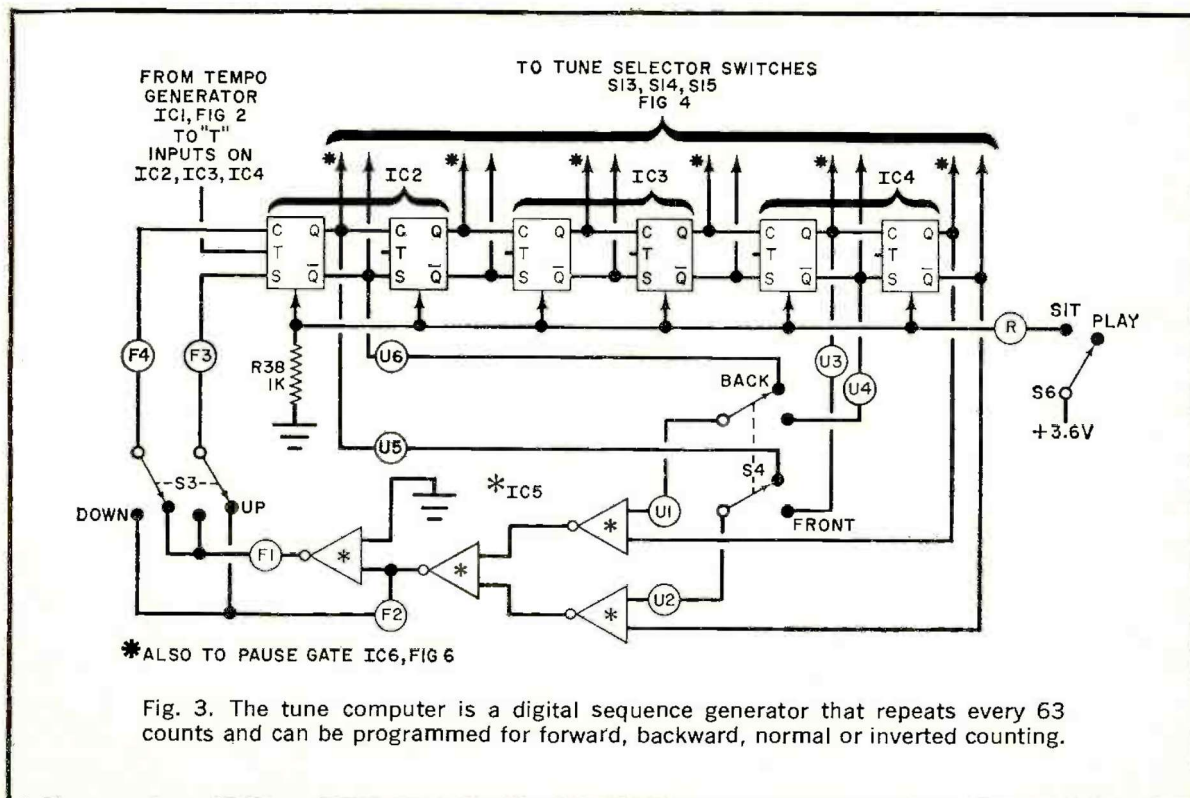 TO TUNE SELECTOR SWITCHES
S13, S14, S15
FIG 4
FROM TEMPO
GENERATOR
IC1, FIG 2
TO "T"
INPUTS ON
IC2, IC3, IC4
* * * * * *
IC2 IC3 IC4
C Q C Q C Q C Q C Q C Q
T T T T T T
S Q̅ S Q̅ S Q̅ S Q̅ S Q̅ S Q̅
R
SIT
PLAY
S6
+3.6V
F4
F3
R38
1K
U6
U3
U4
BACK
U5
S4
S3
*IC5
DOWN
UP
U1
FRONT
F1
*
*
*
F2
U2
*
*ALSO TO PAUSE GATE IC6, FIG 6
Fig. 3. The tune computer is a digital sequence generator that repeats every 63
counts and can be programmed for forward, backward, normal or inverted counting.